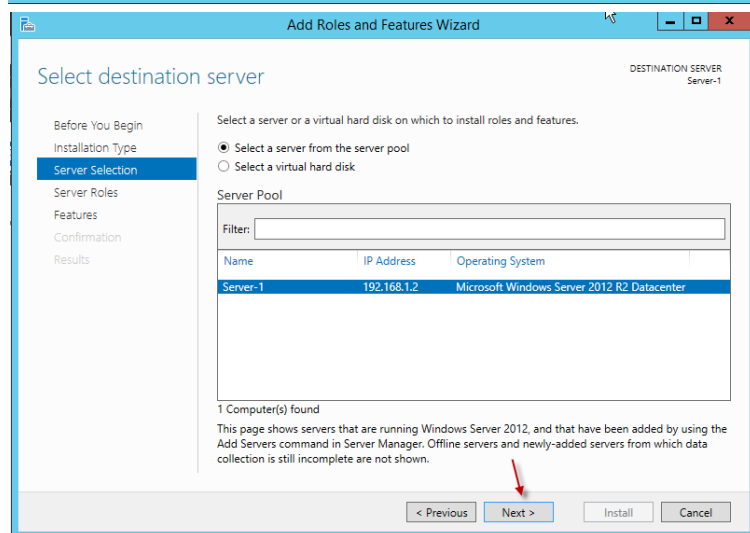 Add Roles and Features Wizard
Select destination server
DESTINATION SERVER
Server-1
Before You Begin
Installation Type
Server Selection
Server Roles
Features
Confirmation
Results
Select a server or a virtual hard disk on which to install roles and features.
Select a server from the server pool
Select a virtual hard disk
Server Pool
Filter:
Name IP Address Operating System
Server-1 192.168.1.2 Microsoft Windows Server 2012 R2 Datacenter
1 Computer(s) found
This page shows servers that are running Windows Server 2012, and that have been added by using the
Add Servers command in Server Manager. Offline servers and newly-added servers from which data
collection is still incomplete are not shown.
< Previous Next > Install Cancel